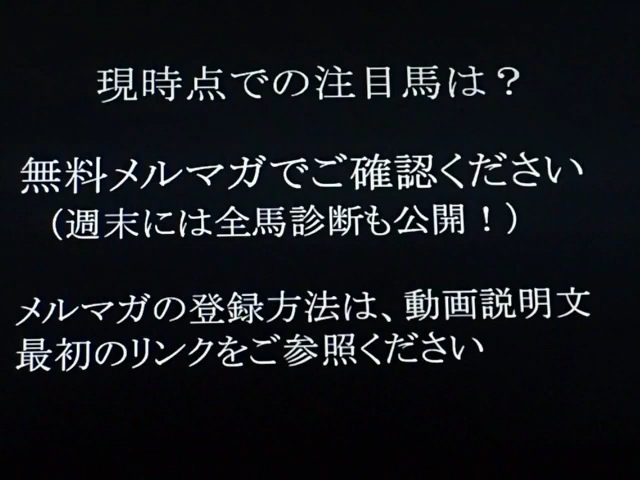 現時点での注目馬は？
無料メルマガでご確認ください
（週末には全馬診断も公開！）
メルマガの登録方法は、動画説明文
最初のリンクをご参照ください